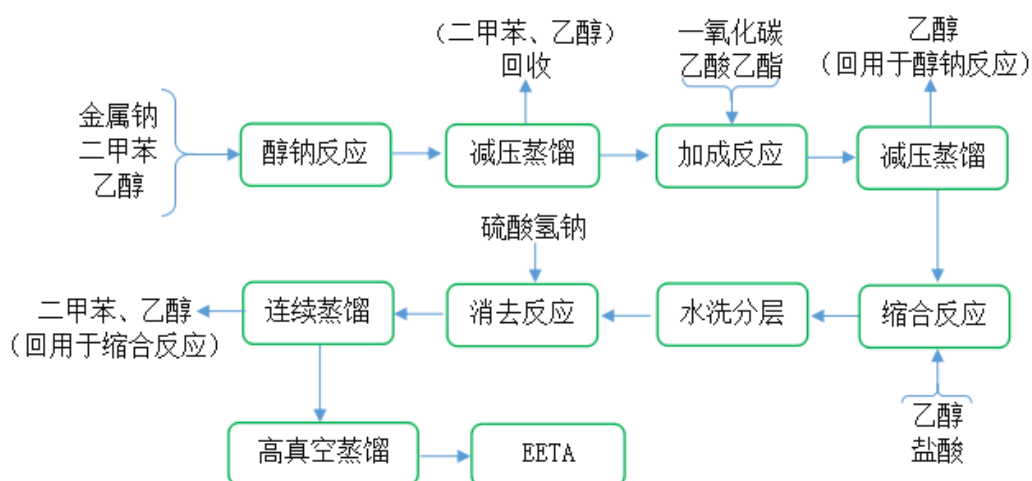 金属钠
二甲苯
乙醇
醇钠反应
（二甲苯、乙醇）
回收
减压蒸馏
一氧化碳
乙酸乙酯
加成反应
乙醇
（回用于醇钠反应）
减压蒸馏
缩合反应
乙醇
盐酸
水洗分层
硫酸氢钠
消去反应
连续蒸馏
二甲苯、乙醇
（回用于缩合反应）
高真空蒸馏
EETA